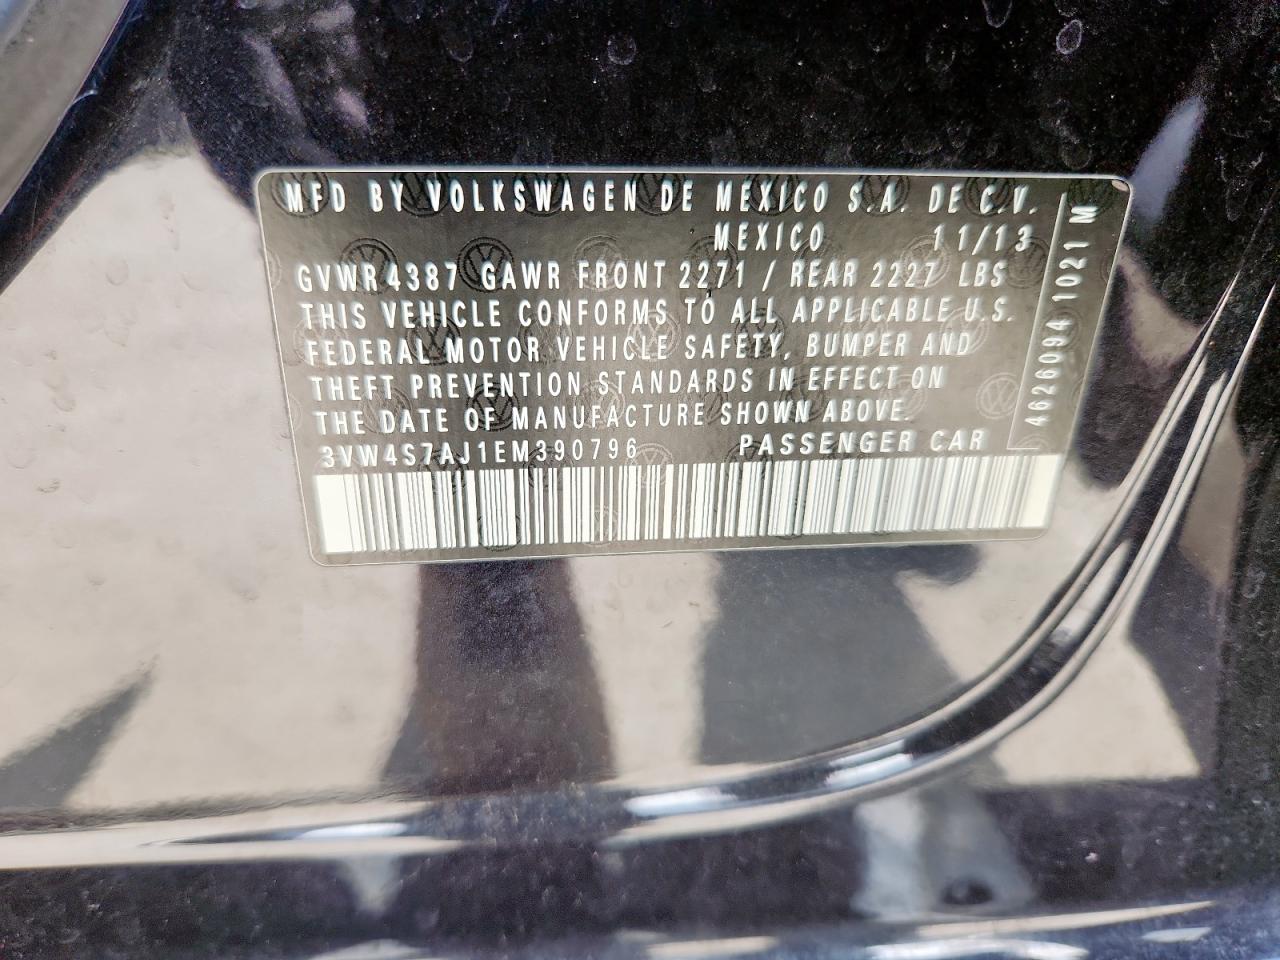 MFD BY VOLKSWAGEN DE MEXICO S.A. DE C.V.
MEXICO 11/13
GVWR 4387 GAWR FRONT 2271 / REAR 2227 LBS
THIS VEHICLE CONFORMS TO ALL APPLICABLE U.S.
FEDERAL MOTOR VEHICLE SAFETY, BUMPER AND
THEFT PREVENTION STANDARDS IN EFFECT ON
THE DATE OF MANUFACTURE SHOWN ABOVE.
3VW4S7AJ1EM390796 PASSENGER CAR
4626094 1021 M